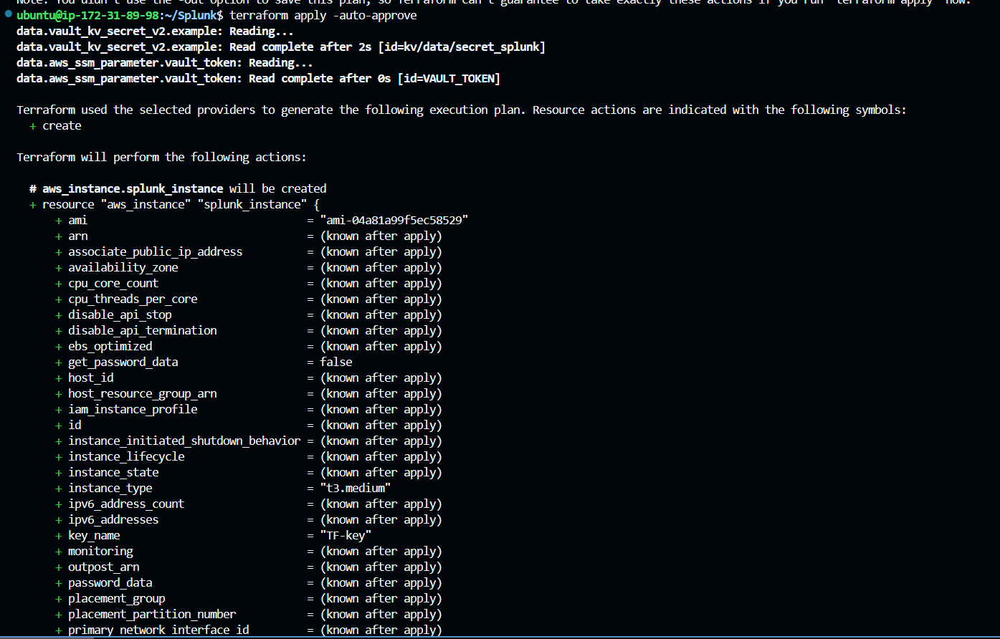 Note: You didn't use the -out option to save this plan, so Terraform can't guarantee to take exactly these actions if you run "terraform apply" now.
ubuntu@ip-172-31-89-98:~/Splunk$ terraform apply -auto-approve
data.vault_kv_secret_v2.example: Reading...
data.vault_kv_secret_v2.example: Read complete after 2s [id=kv/data/secret_splunk]
data.aws_ssm_parameter.vault_token: Reading...
data.aws_ssm_parameter.vault_token: Read complete after 0s [id=VAULT_TOKEN]
Terraform used the selected providers to generate the following execution plan. Resource actions are indicated with the following symbols:
+ create
Terraform will perform the following actions:
# aws_instance.splunk_instance will be created
+ resource "aws_instance" "splunk_instance" {
+ ami = "ami-04a81a99f5ec58529"
+ arn = (known after apply)
+ associate_public_ip_address = (known after apply)
+ availability_zone = (known after apply)
+ cpu_core_count = (known after apply)
+ cpu_threads_per_core = (known after apply)
+ disable_api_stop = (known after apply)
+ disable_api_termination = (known after apply)
+ ebs_optimized = (known after apply)
+ get_password_data = false
+ host_id = (known after apply)
+ host_resource_group_arn = (known after apply)
+ iam_instance_profile = (known after apply)
+ id = (known after apply)
+ instance_initiated_shutdown_behavior = (known after apply)
+ instance_lifecycle = (known after apply)
+ instance_state = (known after apply)
+ instance_type = "t3.medium"
+ ipv6_address_count = (known after apply)
+ ipv6_addresses = (known after apply)
+ key_name = "TF-key"
+ monitoring = (known after apply)
+ outpost_arn = (known after apply)
+ password_data = (known after apply)
+ placement_group = (known after apply)
+ placement_partition_number = (known after apply)
+ primary_network_interface_id = (known after apply)